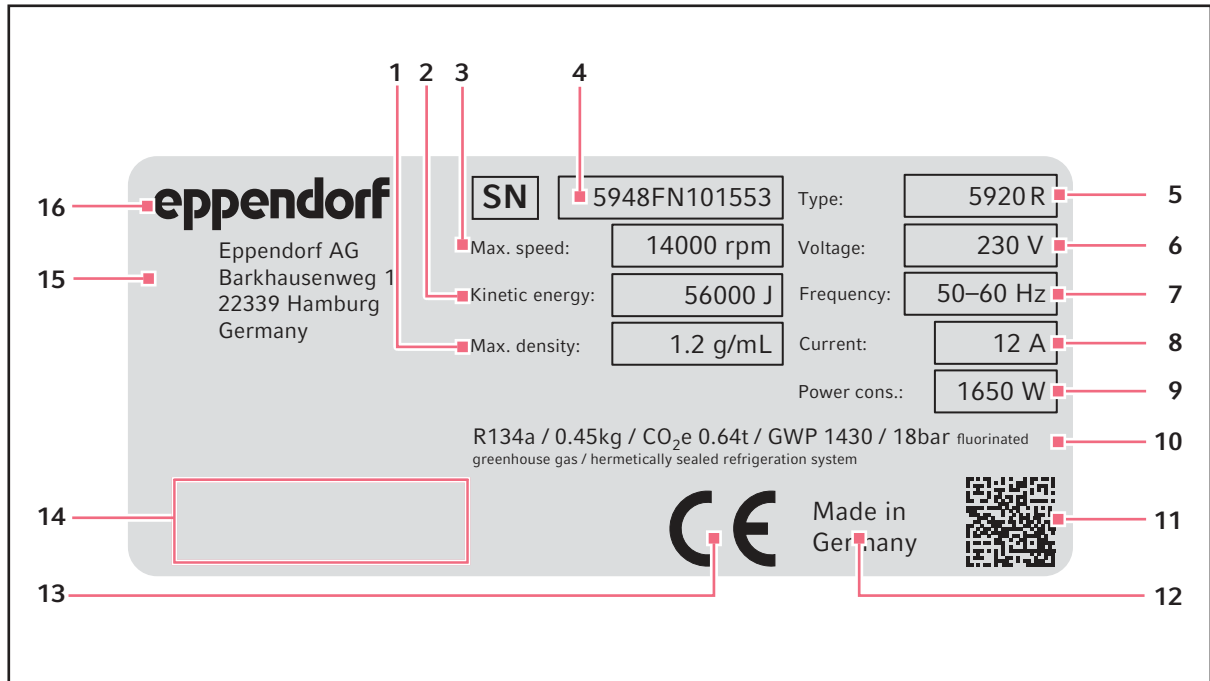 1 2 3 4
16 eppendorf SN 5948FN101553 Type: 5920 R 5
15 Eppendorf AG Max. speed: 14000 rpm Voltage: 230 V 6
Barkhausenweg 1
22339 Hamburg Kinetic energy: 56000 J Frequency: 50–60 Hz 7
Germany
Max. density: 1.2 g/mL Current: 12 A 8
Power cons.: 1650 W 9
R134a / 0.45kg / CO₂e 0.64t / GWP 1430 / 18bar fluorinated 10
greenhouse gas / hermetically sealed refrigeration system
14 CE Made in 11
Germany
13 12